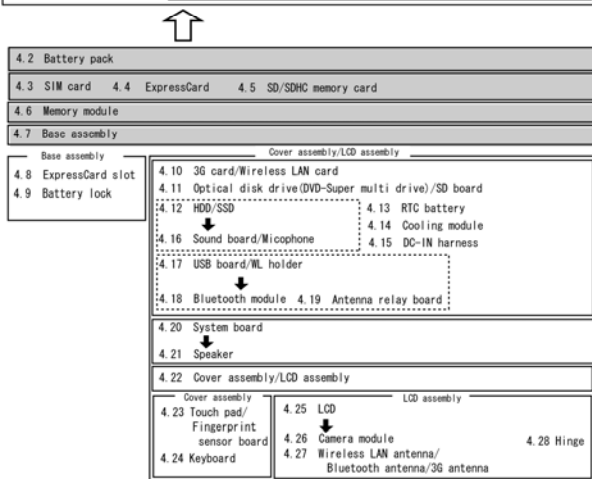 4.2 Battery pack
4.3 SIM card 4.4 ExpressCard 4.5 SD/SDHC memory card
4.6 Memory module
4.7 Base assembly
Base assembly
4.8 ExpressCard slot
4.9 Battery lock
Cover assembly/LCD assembly
4.10 3G card/Wireless LAN card
4.11 Optical disk drive(DVD-Super multi drive)/SD board
4.12 HDD/SSD
4.16 Sound board/Micophone
4.13 RTC battery
4.14 Cooling module
4.15 DC-IN harness
4.17 USB board/WL holder
4.18 Bluetooth module 4.19 Antenna relay board
4.20 System board
4.21 Speaker
4.22 Cover assembly/LCD assembly
Cover assembly
4.23 Touch pad/
Fingerprint
sensor board
4.24 Keyboard
LCD assembly
4.25 LCD
4.26 Camera module
4.27 Wireless LAN antenna/
Bluetooth antenna/3G antenna
4.28 Hinge